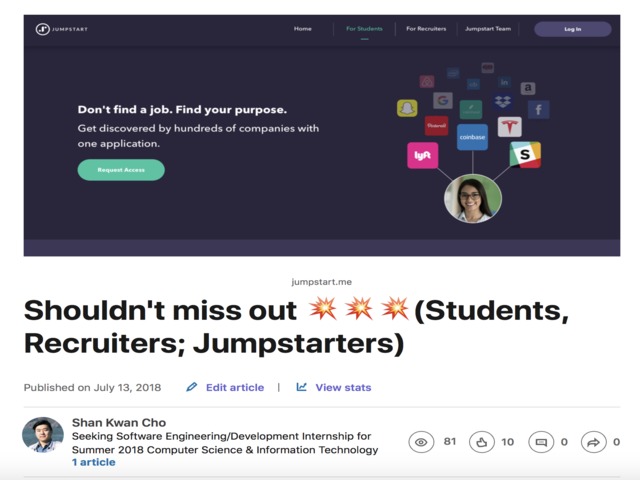 JUMPSTART
Home
For Students
For Recruiters
Jumpstart Team
Log In
Don't find a job. Find your purpose.
Get discovered by hundreds of companies with
one application.
Request Access
Pinterest
coinbase
lyft
jumpstart.me
Shouldn't miss out 💥 💥 💥 (Students,
Recruiters; Jumpstarters)
Published on July 13, 2018
Edit article
|
View stats
Shan Kwan Cho
Seeking Software Engineering/Development Internship for
Summer 2018 Computer Science & Information Technology
1 article
81
10
0
0